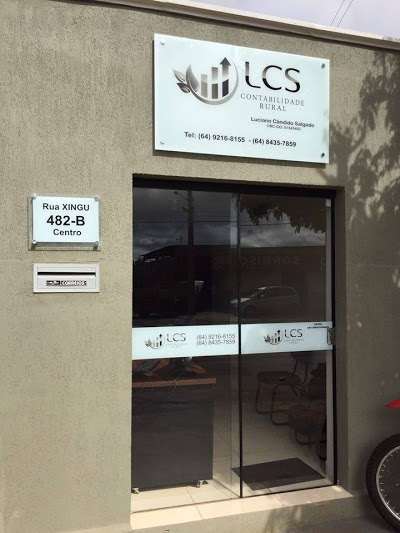 LCS
CONTABILIDADE
RURAL
Luciano Cândido Salgado
Tel: (64) 9216-8155 - (64) 8435-7859
Rua XINGU
482-B
Centro
CORREIOS
LCS
(64) 9216-8155
(64) 8435-7859
LCS